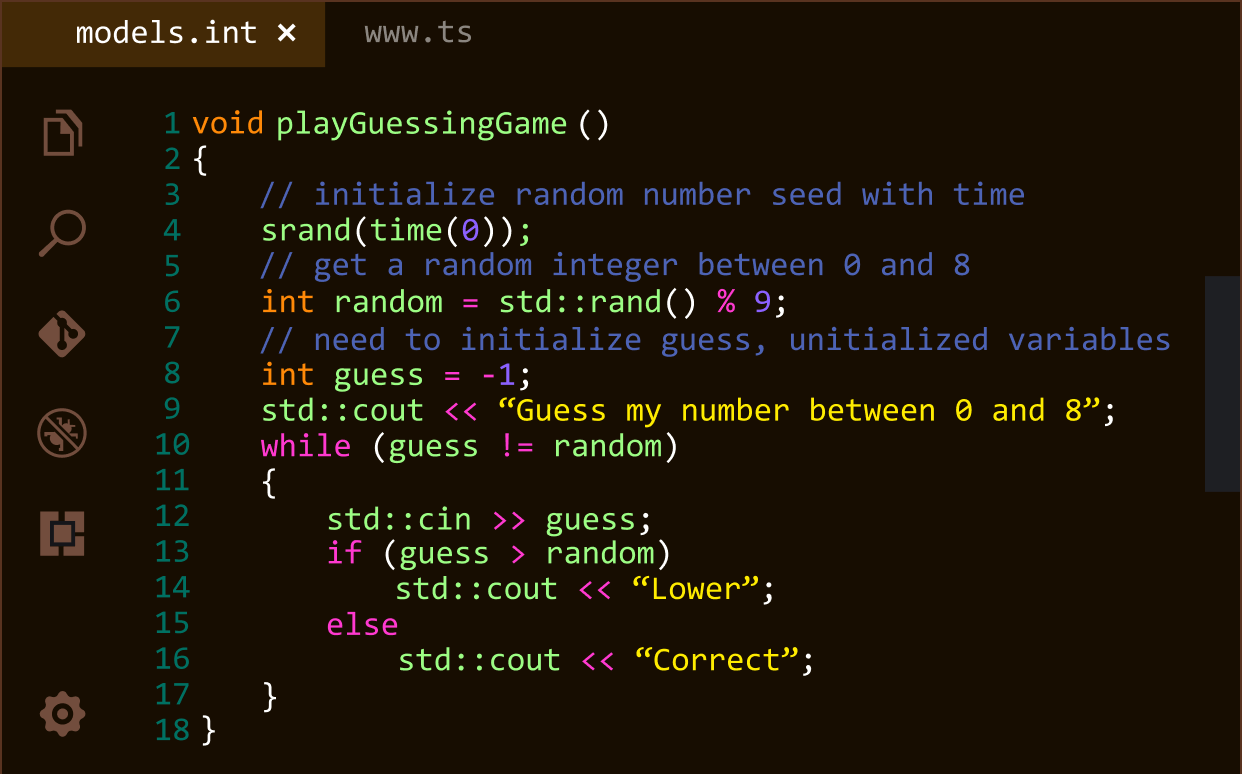 models.int ×
www.ts
1 void playGuessingGame ()
2 {
3 // initialize random number seed with time
4 srand(time(0));
5 // get a random integer between 0 and 8
6 int random = std::rand() % 9;
7 // need to initialize guess, unitialized variables
8 int guess = -1;
9 std::cout << “Guess my number between 0 and 8”;
10 while (guess != random)
11 {
12 std::cin >> guess;
13 if (guess > random)
14 std::cout << “Lower”;
15 else
16 std::cout << “Correct”;
17 }
18 }